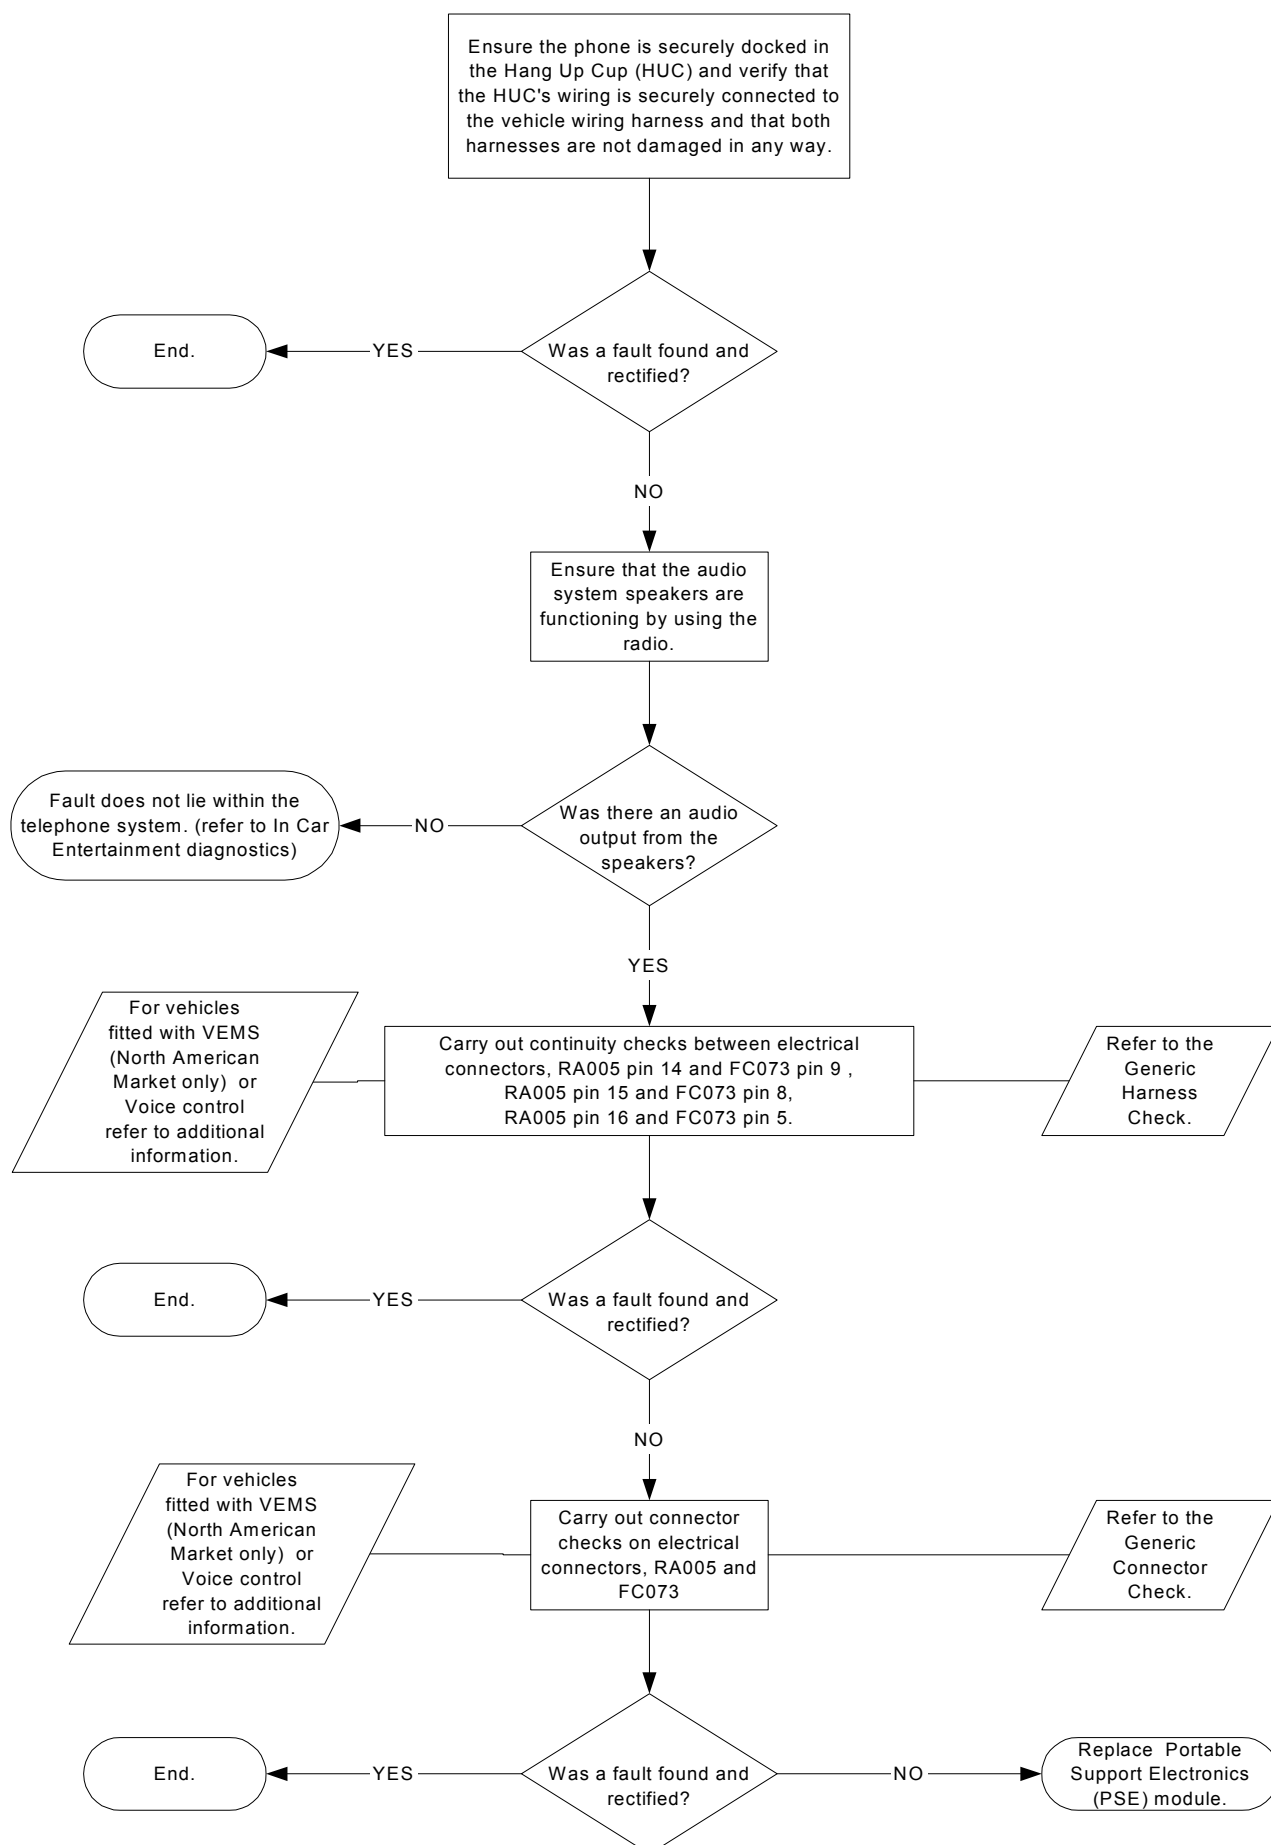 Ensure the phone is securely docked in
the Hang Up Cup (HUC) and verify that
the HUC's wiring is securely connected to
the vehicle wiring harness and that both
harnesses are not damaged in any way.
End.
YES
Was a fault found and
rectified?
NO
Ensure that the audio
system speakers are
functioning by using the
radio.
Fault does not lie within the
telephone system. (refer to In Car
Entertainment diagnostics)
NO
Was there an audio
output from the
speakers?
YES
For vehicles
fitted with VEMS
(North American
Market only) or
Voice control
refer to additional
information.
Carry out continuity checks between electrical
connectors, RA005 pin 14 and FC073 pin 9 ,
RA005 pin 15 and FC073 pin 8,
RA005 pin 16 and FC073 pin 5.
Refer to the
Generic
Harness
Check.
End.
YES
Was a fault found and
rectified?
NO
For vehicles
fitted with VEMS
(North American
Market only) or
Voice control
refer to additional
information.
Carry out connector
checks on electrical
connectors, RA005 and
FC073
Refer to the
Generic
Connector
Check.
End.
YES
Was a fault found and
rectified?
NO
Replace Portable
Support Electronics
(PSE) module.